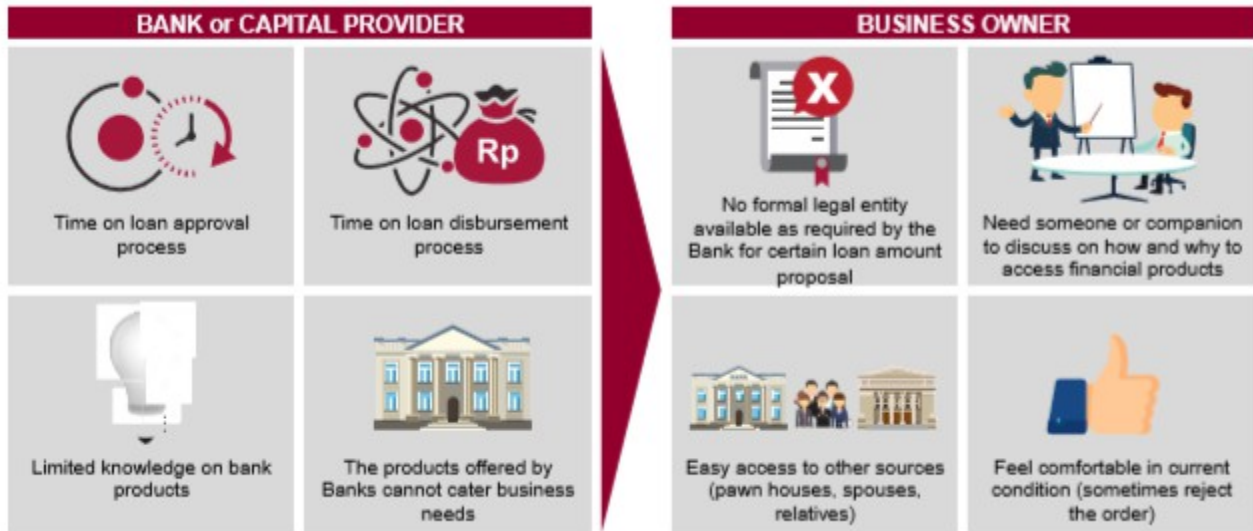 BANK or CAPITAL PROVIDER
Time on loan approval
process
Rp
Time on loan disbursement
process
Limited knowledge on bank
products
The products offered by
Banks cannot cater business
needs
BUSINESS OWNER
X
No formal legal entity
available as required by the
Bank for certain loan amount
proposal
Need someone or companion
to discuss on how and why to
access financial products
BANK
Easy access to other sources
(pawn houses, spouses,
relatives)
Feel comfortable in current
condition (sometimes reject
the order)